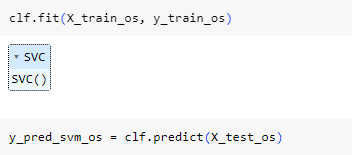 clf.fit(X_train_os, y_train_os)
▾ SVC
SVC()
y_pred_svm_os = clf.predict(X_test_os)